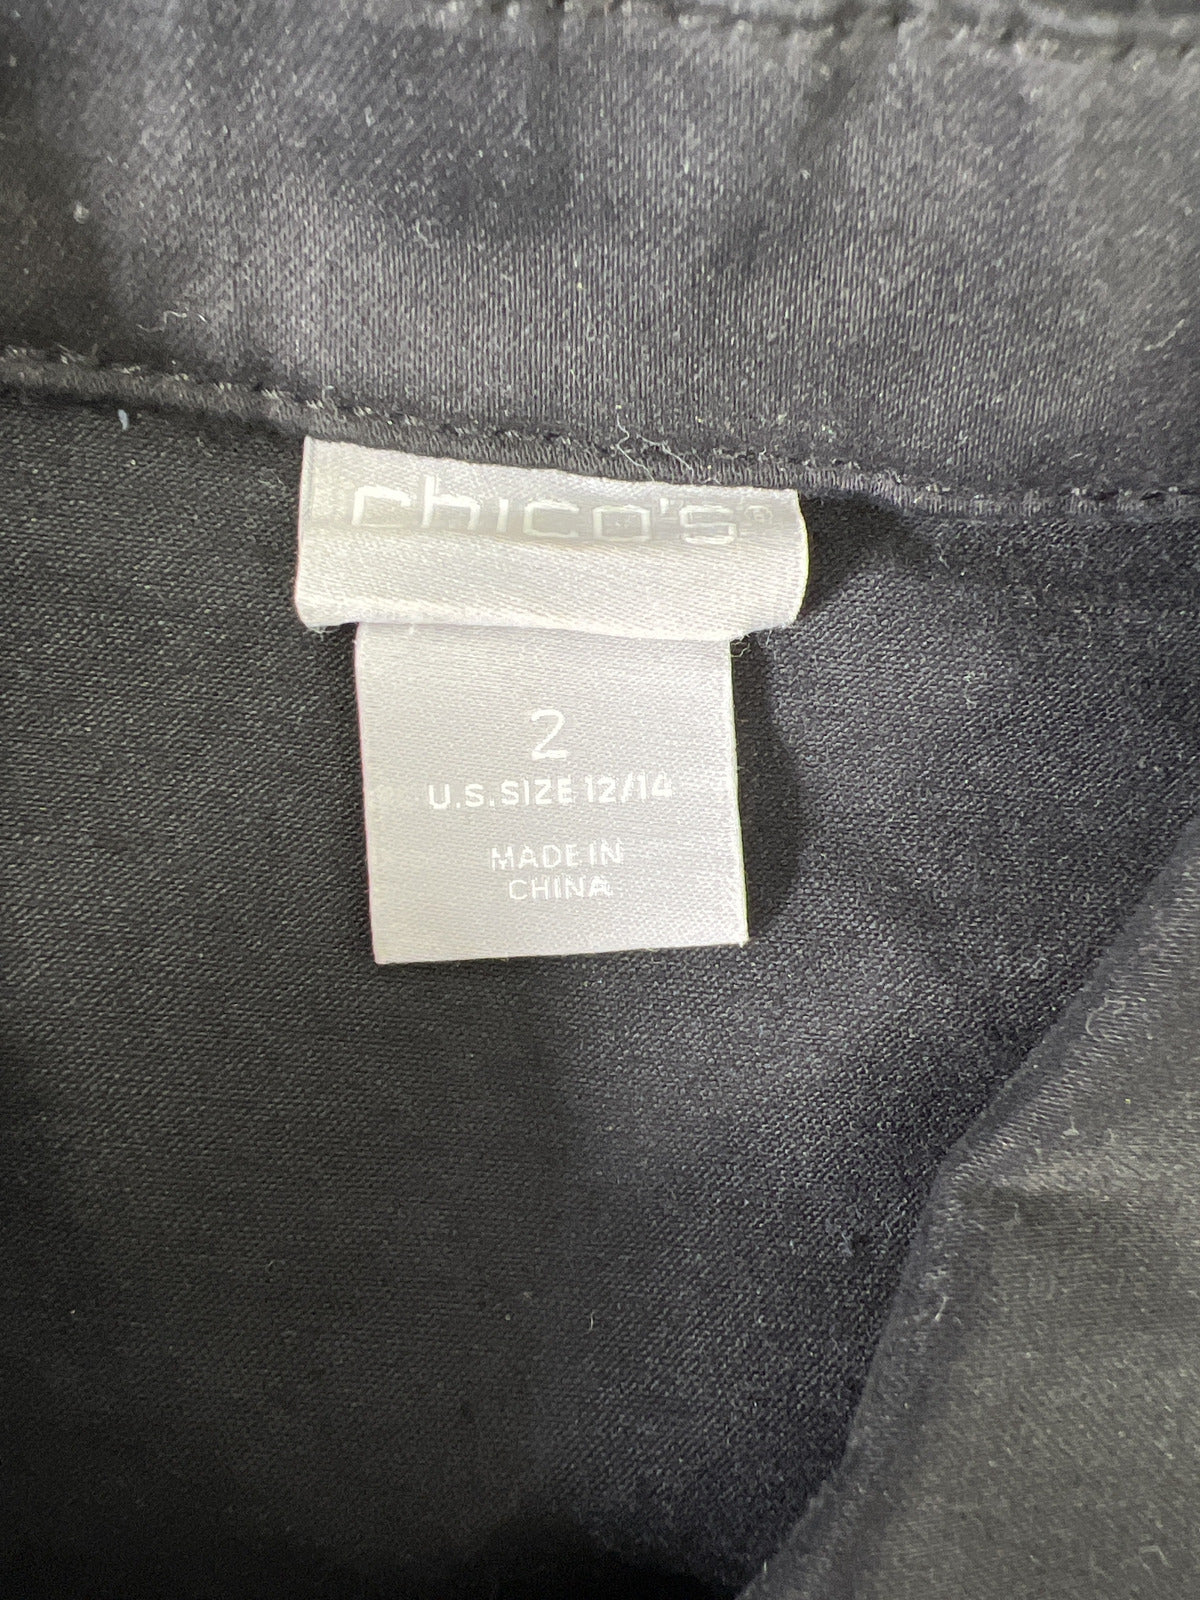 chico's®
2
U.S. SIZE 12/14
MADE IN
CHINA